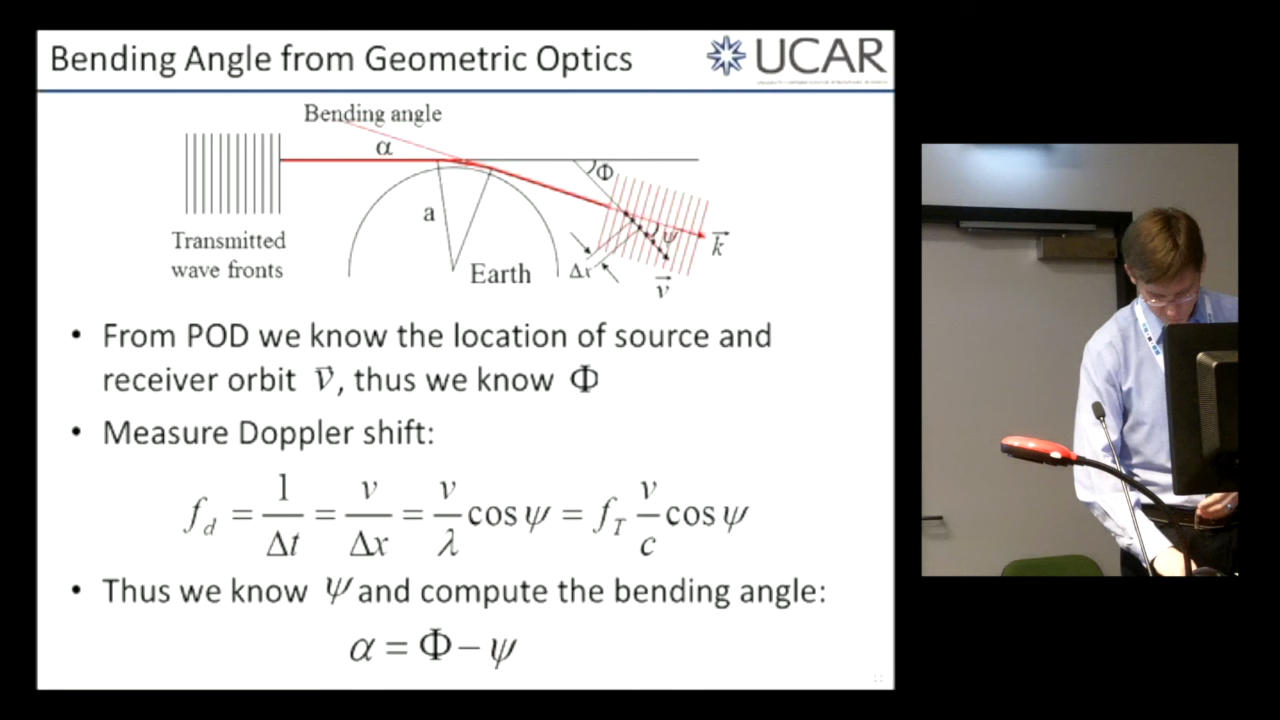 Bending Angle from Geometric Optics
UCAR
Bending angle
α
Φ
a
ψ
k⃗
Transmitted
wave fronts
Earth
Δx
v⃗
• From POD we know the location of source and
receiver orbit v⃗, thus we know Φ
• Measure Doppler shift:
f_d = 1/Δt = v/Δx = v/λ cos ψ = f_T v/c cos ψ
• Thus we know ψ and compute the bending angle:
α = Φ − ψ